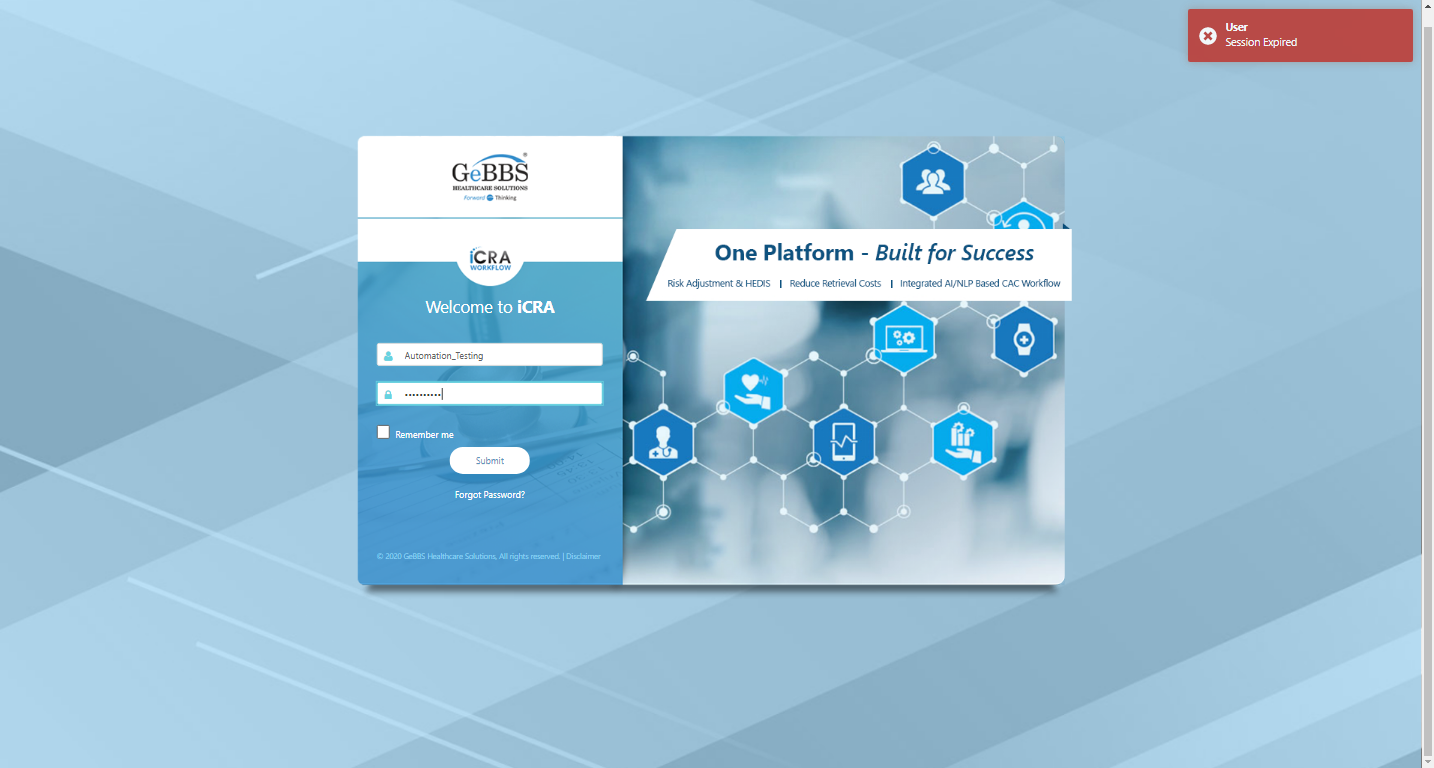 User
Session Expired
GeBBS®
HEALTHCARE SOLUTIONS
Forward Thinking
iCRA
WORKFLOW
Welcome to iCRA
Automation_Testing
••••••••••
Remember me
Submit
Forgot Password?
© 2020 GeBBS Healthcare Solutions, All rights reserved. | Disclaimer
One Platform - Built for Success
Risk Adjustment & HEDIS | Reduce Retrieval Costs | Integrated AI/NLP Based CAC Workflow